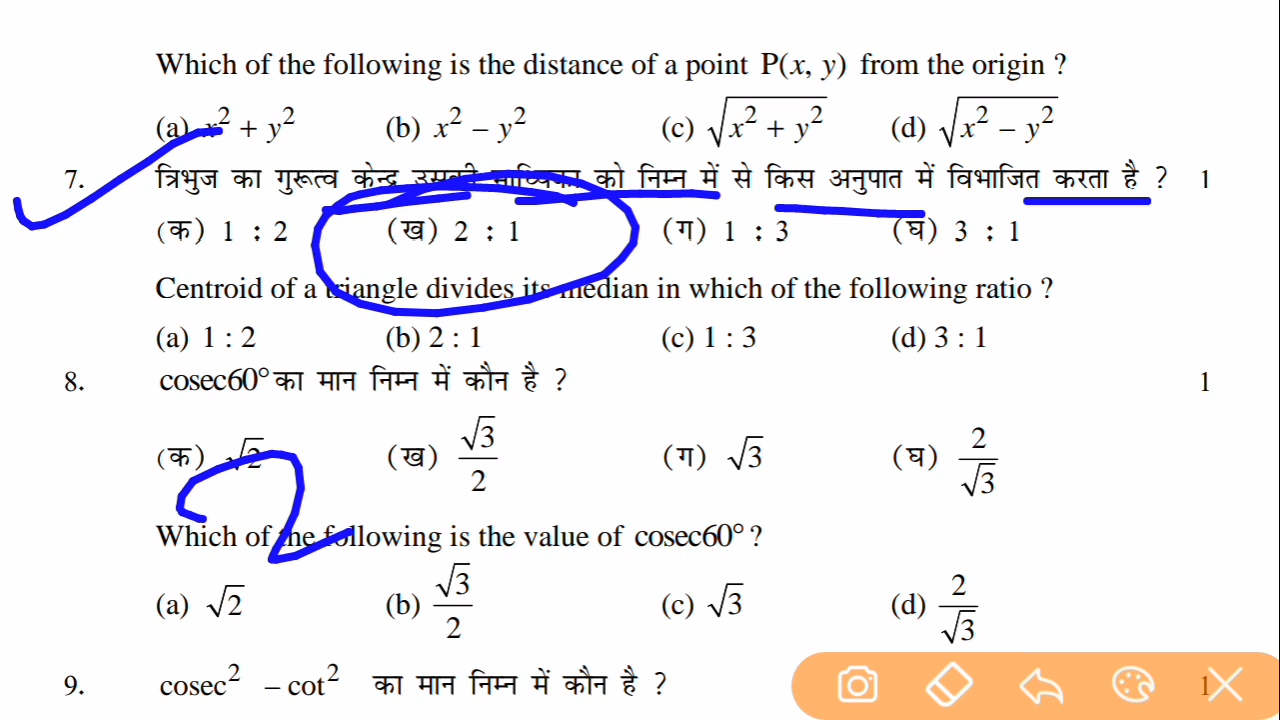 Which of the following is the distance of a point P(x, y) from the origin ?
(a) x² + y² (b) x² – y² (c) √(x² + y²) (d) √(x² – y²)
7. त्रिभुज का गुरूत्व केन्द्र उसकी माध्यिका को निम्न में से किस अनुपात में विभाजित करता है ? 1
(क) 1 : 2 (ख) 2 : 1 (ग) 1 : 3 (घ) 3 : 1
Centroid of a triangle divides its median in which of the following ratio ?
(a) 1 : 2 (b) 2 : 1 (c) 1 : 3 (d) 3 : 1
8. cosec60° का मान निम्न में कौन है ? 1
(क) √2 (ख) √3/2 (ग) √3 (घ) 2/√3
Which of the following is the value of cosec60° ?
(a) √2 (b) √3/2 (c) √3 (d) 2/√3
9. cosec² – cot² का मान निम्न में कौन है ? 1